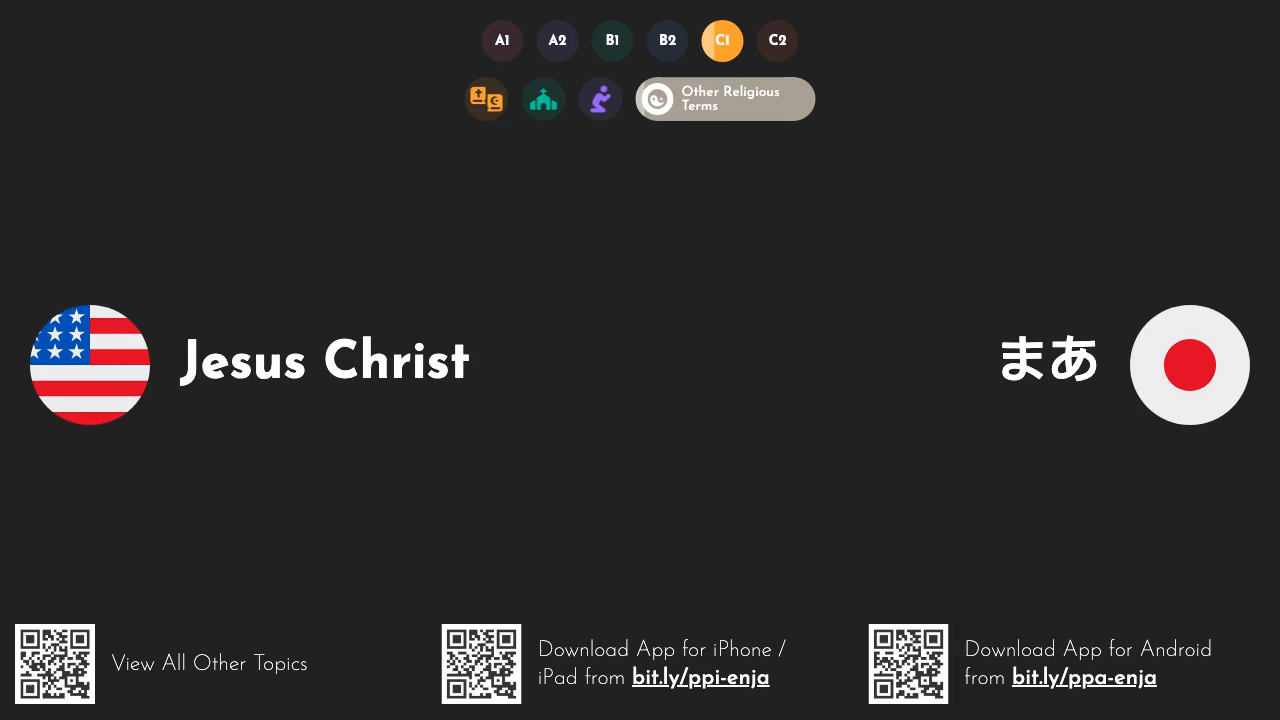 A1 A2 B1 B2 C1 C2
Other Religious
Terms
Jesus Christ
まあ
View All Other Topics
Download App for iPhone /
iPad from bit.ly/ppi-enja
Download App for Android
from bit.ly/ppa-enja